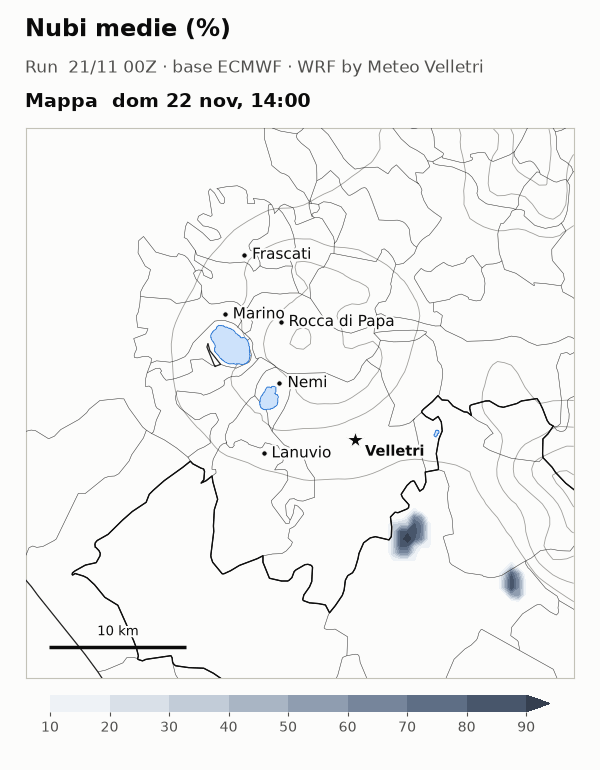 Nubi medie (%)
Run  21/11 00Z · base ECMWF · WRF by Meteo Velletri
Mappa  dom 22 nov, 14:00
Frascati
Marino
Rocca di Papa
Nemi
Velletri
Lanuvio
10 km
10 20 30 40 50 60 70 80 90